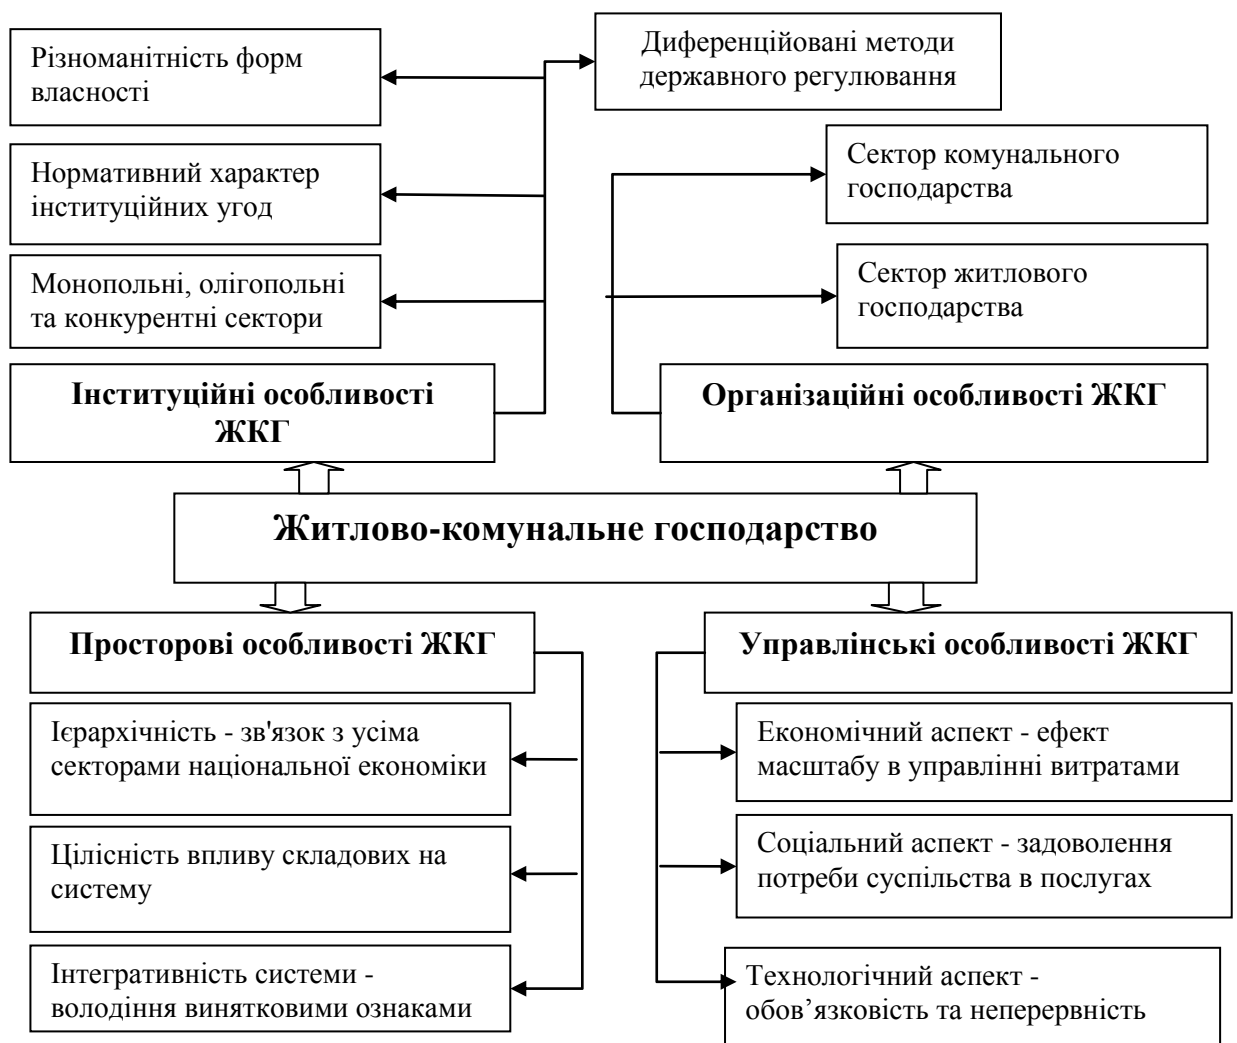 Різноманітність форм
власності
Диференційовані методи
державного регулювання
Нормативний характер
інституційних угод
Сектор комунального
господарства
Монопольні, олігопольні
та конкурентні сектори
Сектор житлового
господарства
Інституційні особливості
ЖКГ
Організаційні особливості ЖКГ
Житлово-комунальне господарство
Просторові особливості ЖКГ
Управлінські особливості ЖКГ
Ієрархічність - зв'язок з усіма
секторами національної економіки
Економічний аспект - ефект
масштабу в управлінні витратами
Цілісність впливу складових на
систему
Соціальний аспект - задоволення
потреби суспільства в послугах
Інтегративність системи -
володіння винятковими ознаками
Технологічний аспект -
обов’язковість та неперервність